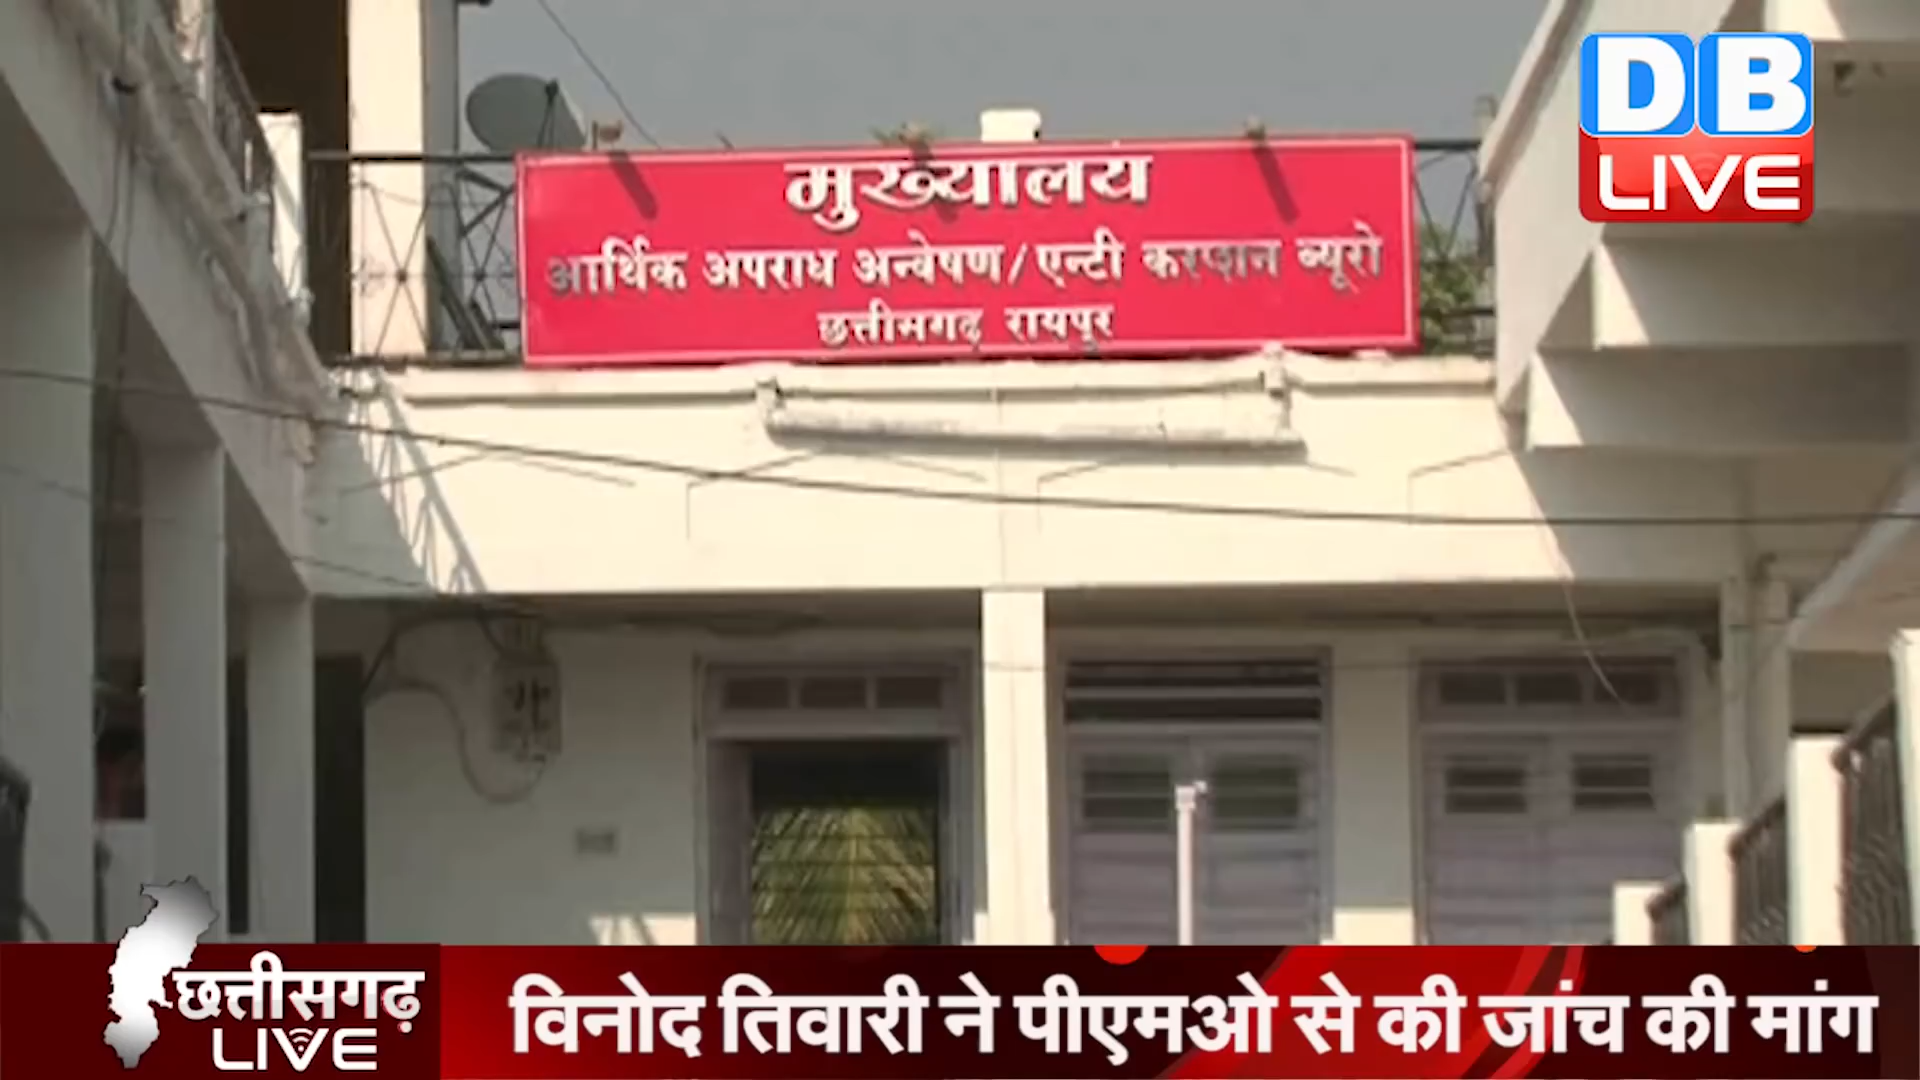 DB
LIVE
मुख्यालय
आर्थिक अपराध अन्वेषण/एन्टी करप्शन ब्यूरो
छत्तीसगढ़ रायपुर
छत्तीसगढ़
LIVE
विनोद तिवारी ने पीएमओ से की जांच की मांग